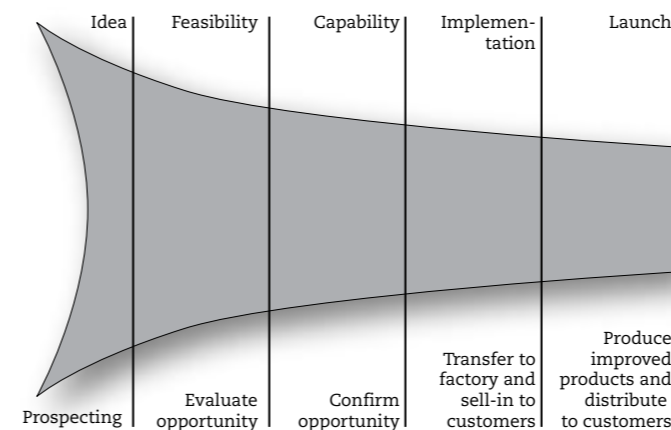 Idea
Feasibility
Capability
Implemen-
tation
Launch
Prospecting
Evaluate
opportunity
Confirm
opportunity
Transfer to
factory and
sell-in to
customers
Produce
improved
products and
distribute
to customers